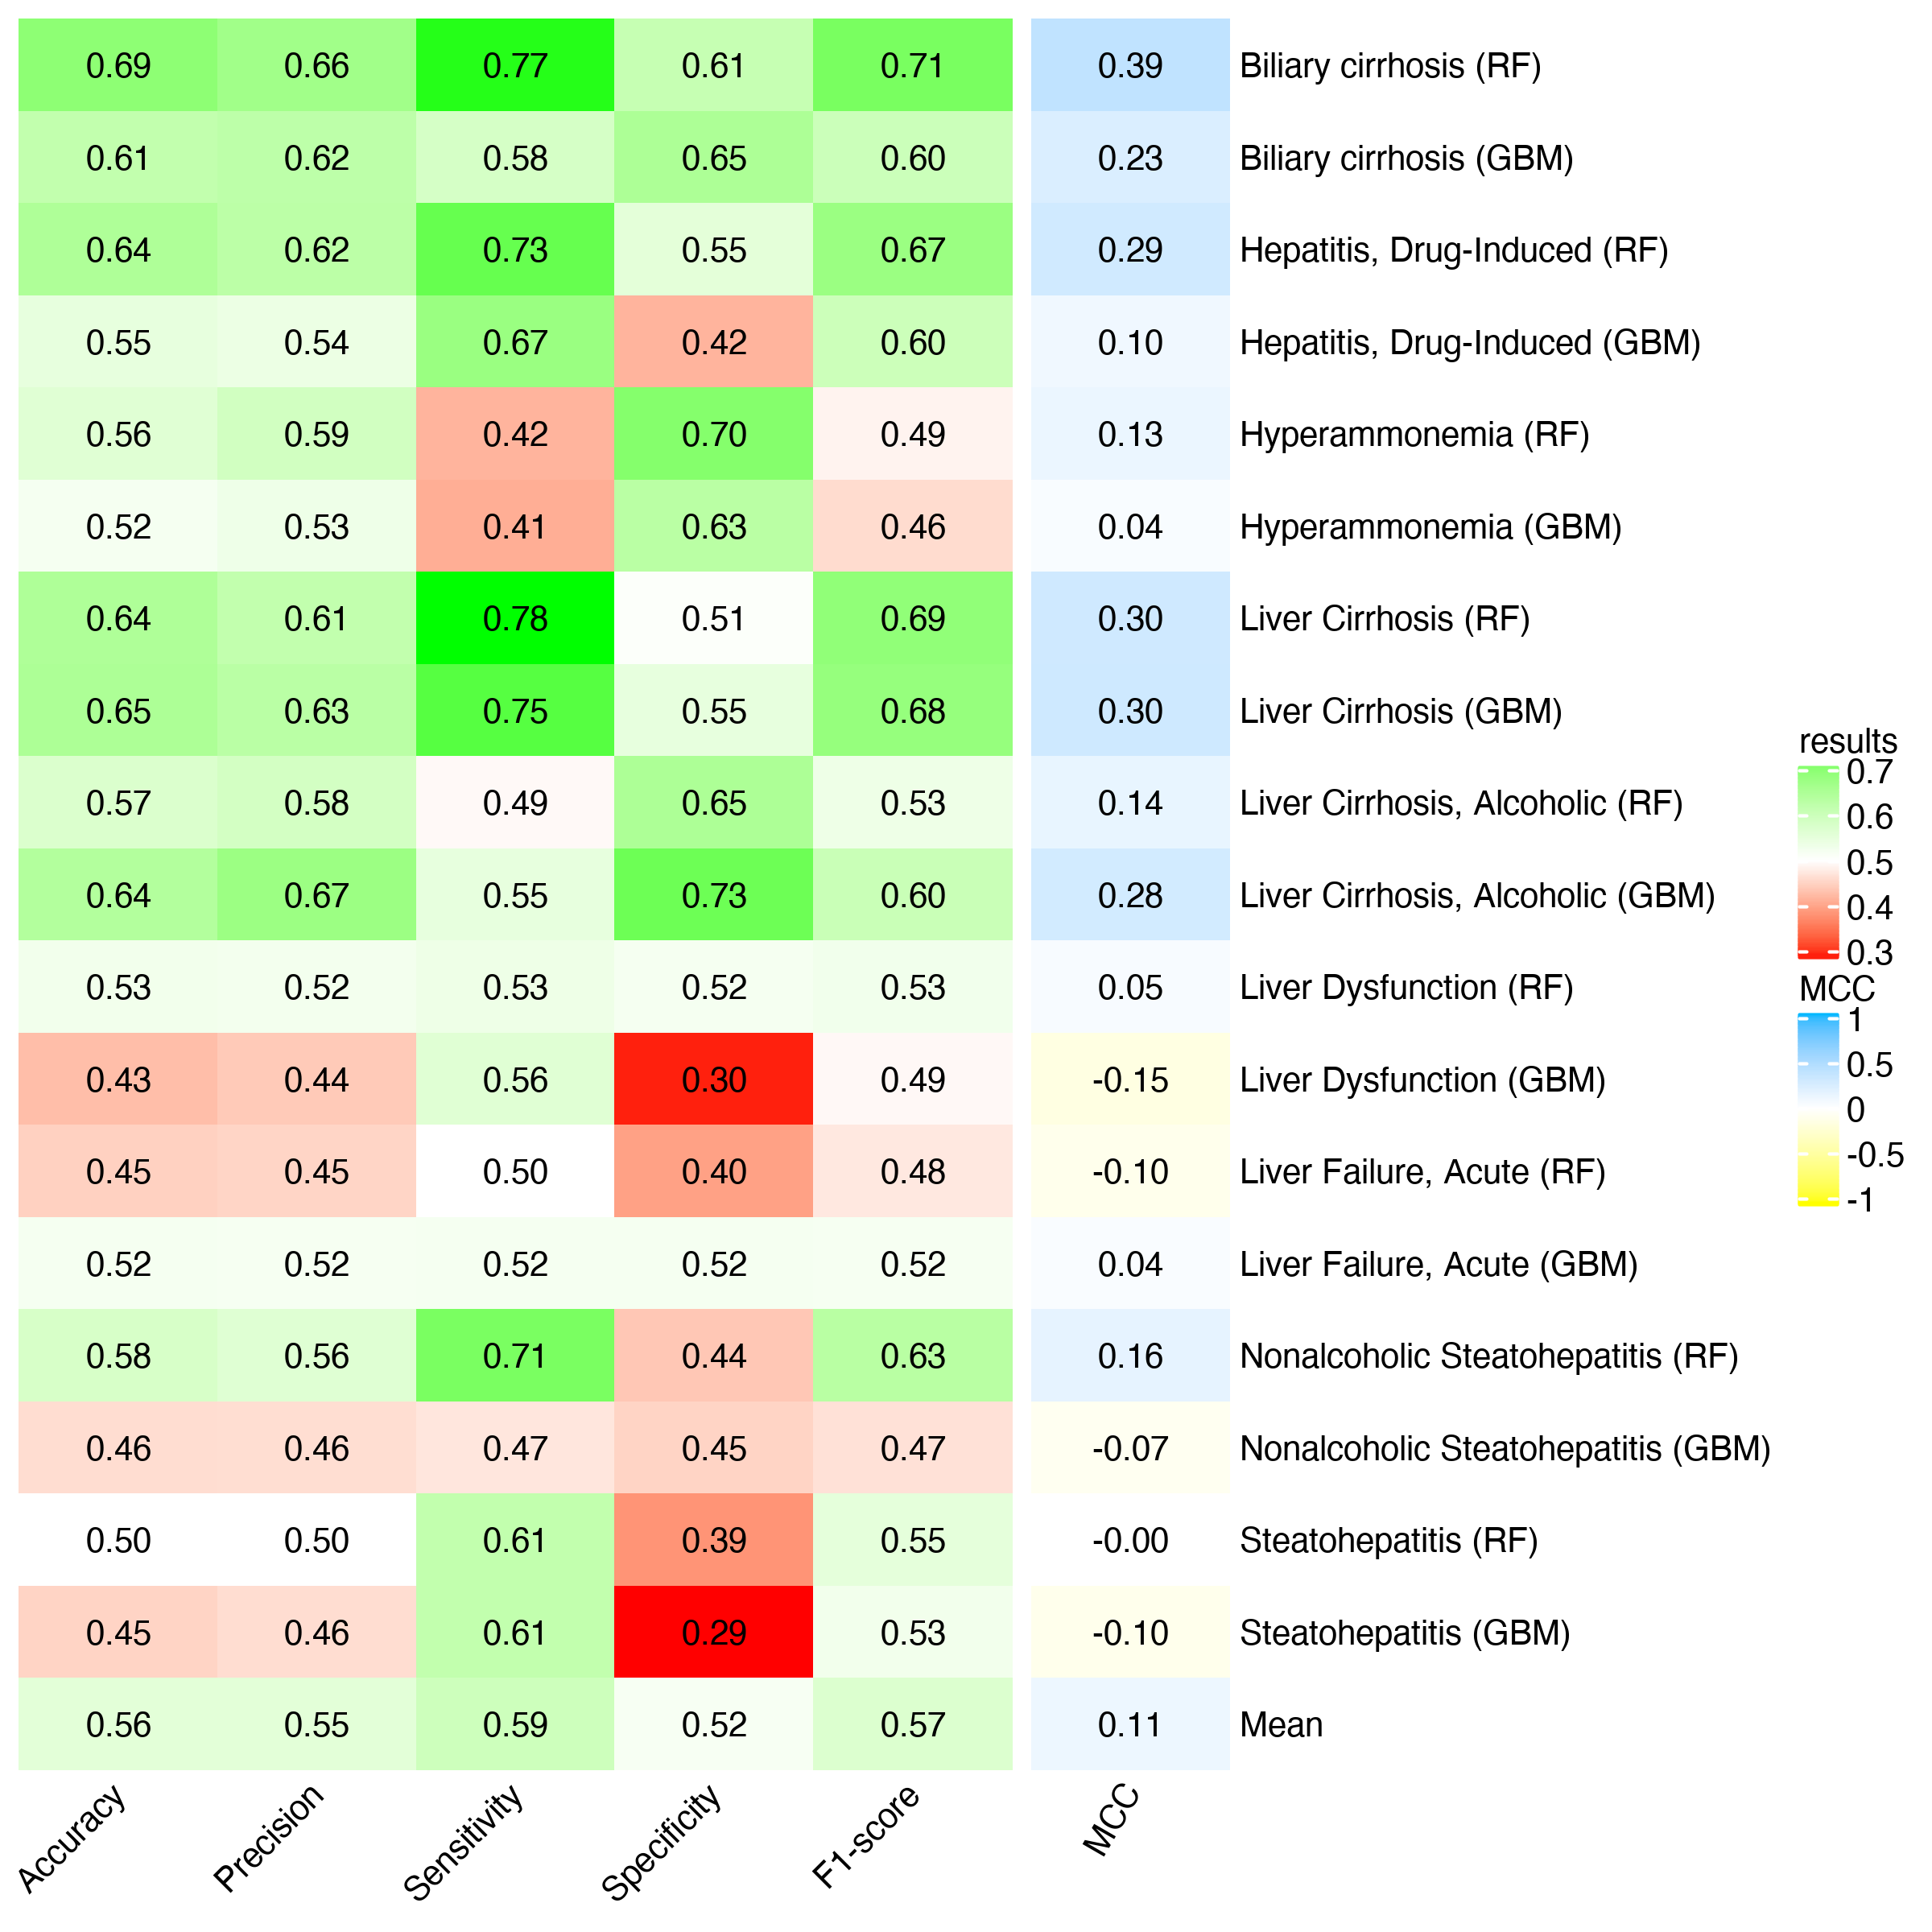 0.69 0.66 0.77 0.61 0.71 0.39 Biliary cirrhosis (RF)
0.61 0.62 0.58 0.65 0.60 0.23 Biliary cirrhosis (GBM)
0.64 0.62 0.73 0.55 0.67 0.29 Hepatitis, Drug-Induced (RF)
0.55 0.54 0.67 0.42 0.60 0.10 Hepatitis, Drug-Induced (GBM)
0.56 0.59 0.42 0.70 0.49 0.13 Hyperammonemia (RF)
0.52 0.53 0.41 0.63 0.46 0.04 Hyperammonemia (GBM)
0.64 0.61 0.78 0.51 0.69 0.30 Liver Cirrhosis (RF)
0.65 0.63 0.75 0.55 0.68 0.30 Liver Cirrhosis (GBM)
0.57 0.58 0.49 0.65 0.53 0.14 Liver Cirrhosis, Alcoholic (RF)
0.64 0.67 0.55 0.73 0.60 0.28 Liver Cirrhosis, Alcoholic (GBM)
0.53 0.52 0.53 0.52 0.53 0.05 Liver Dysfunction (RF)
0.43 0.44 0.56 0.30 0.49 -0.15 Liver Dysfunction (GBM)
0.45 0.45 0.50 0.40 0.48 -0.10 Liver Failure, Acute (RF)
0.52 0.52 0.52 0.52 0.52 0.04 Liver Failure, Acute (GBM)
0.58 0.56 0.71 0.44 0.63 0.16 Nonalcoholic Steatohepatitis (RF)
0.46 0.46 0.47 0.45 0.47 -0.07 Nonalcoholic Steatohepatitis (GBM)
0.50 0.50 0.61 0.39 0.55 -0.00 Steatohepatitis (RF)
0.45 0.46 0.61 0.29 0.53 -0.10 Steatohepatitis (GBM)
0.56 0.55 0.59 0.52 0.57 0.11 Mean
Accuracy Precision Sensitivity Specificity F1-score MCC
results
0.7
0.6
0.5
0.4
0.3
MCC
1
0.5
0
-0.5
-1